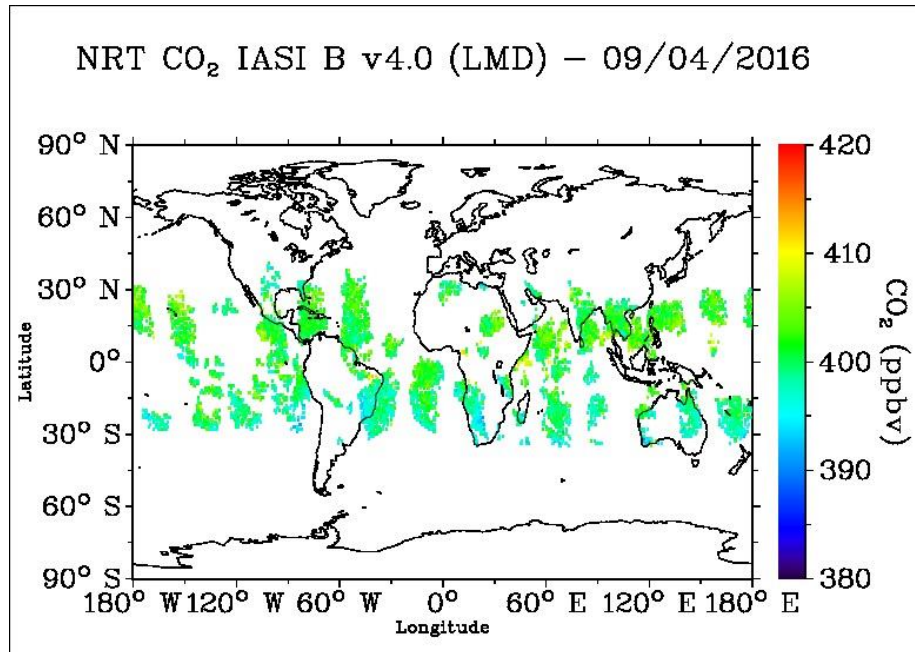 NRT CO₂ IASI B v4.0 (LMD) – 09/04/2016
90° N
60° N
30° N
0°
30° S
60° S
90° S
Latitude
180° W
120° W
60° W
0°
60° E
120° E
180° E
Longitude
420
410
400
390
380
CO₂ (ppbv)